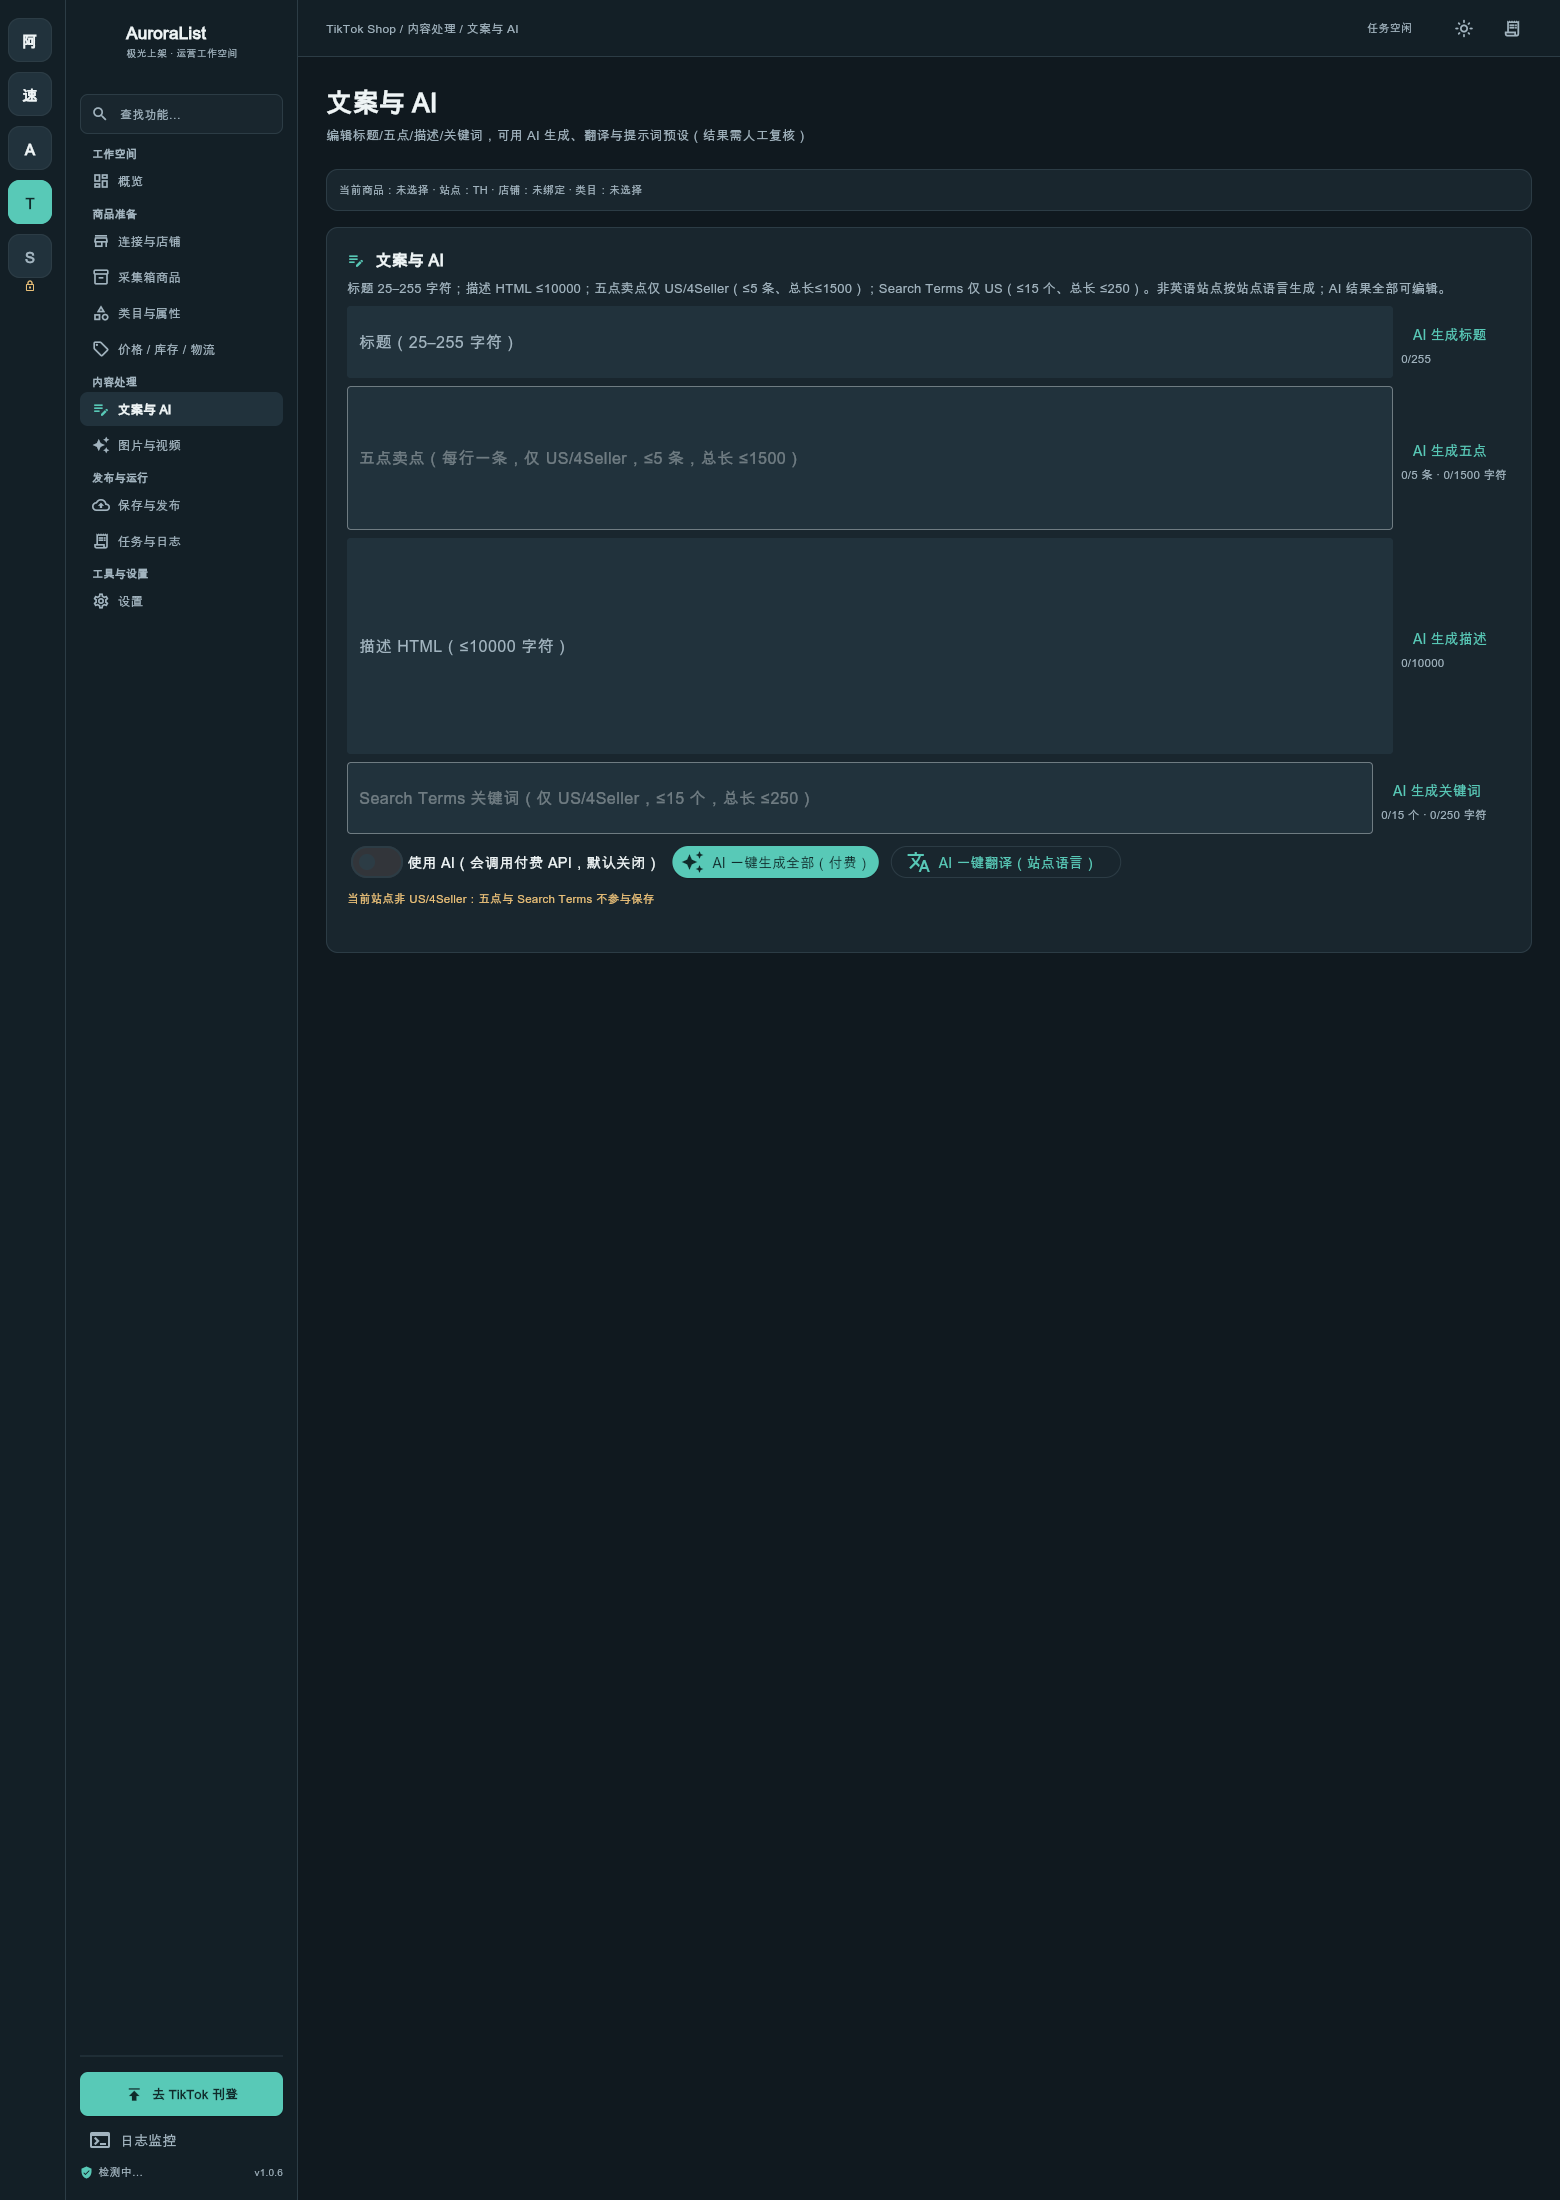 阿
速
A
T
S
AuroraList
极光上架 · 运营工作空间
查找功能...
工作空间
概览
商品准备
连接与店铺
采集箱商品
类目与属性
价格 / 库存 / 物流
内容处理
文案与 AI
图片与视频
发布与运行
保存与发布
任务与日志
工具与设置
设置
去 TikTok 刊登
日志监控
检测中... v1.0.6
TikTok Shop / 内容处理 / 文案与 AI
任务空闲
文案与 AI
编辑标题/五点/描述/关键词，可用 AI 生成、翻译与提示词预设（结果需人工复核）
当前商品：未选择 · 站点：TH · 店铺：未绑定 · 类目：未选择
文案与 AI
标题 25–255 字符；描述 HTML ≤10000；五点卖点仅 US/4Seller（≤5 条、总长≤1500）；Search Terms 仅 US（≤15 个、总长 ≤250）。非英语站点按站点语言生成；AI 结果全部可编辑。
标题（25–255 字符）
AI 生成标题
0/255
五点卖点（每行一条，仅 US/4Seller，≤5 条，总长 ≤1500）
AI 生成五点
0/5 条 · 0/1500 字符
描述 HTML（≤10000 字符）
AI 生成描述
0/10000
Search Terms 关键词（仅 US/4Seller，≤15 个，总长 ≤250）
AI 生成关键词
0/15 个 · 0/250 字符
使用 AI（会调用付费 API，默认关闭） AI 一键生成全部（付费） AI 一键翻译（站点语言）
当前站点非 US/4Seller：五点与 Search Terms 不参与保存